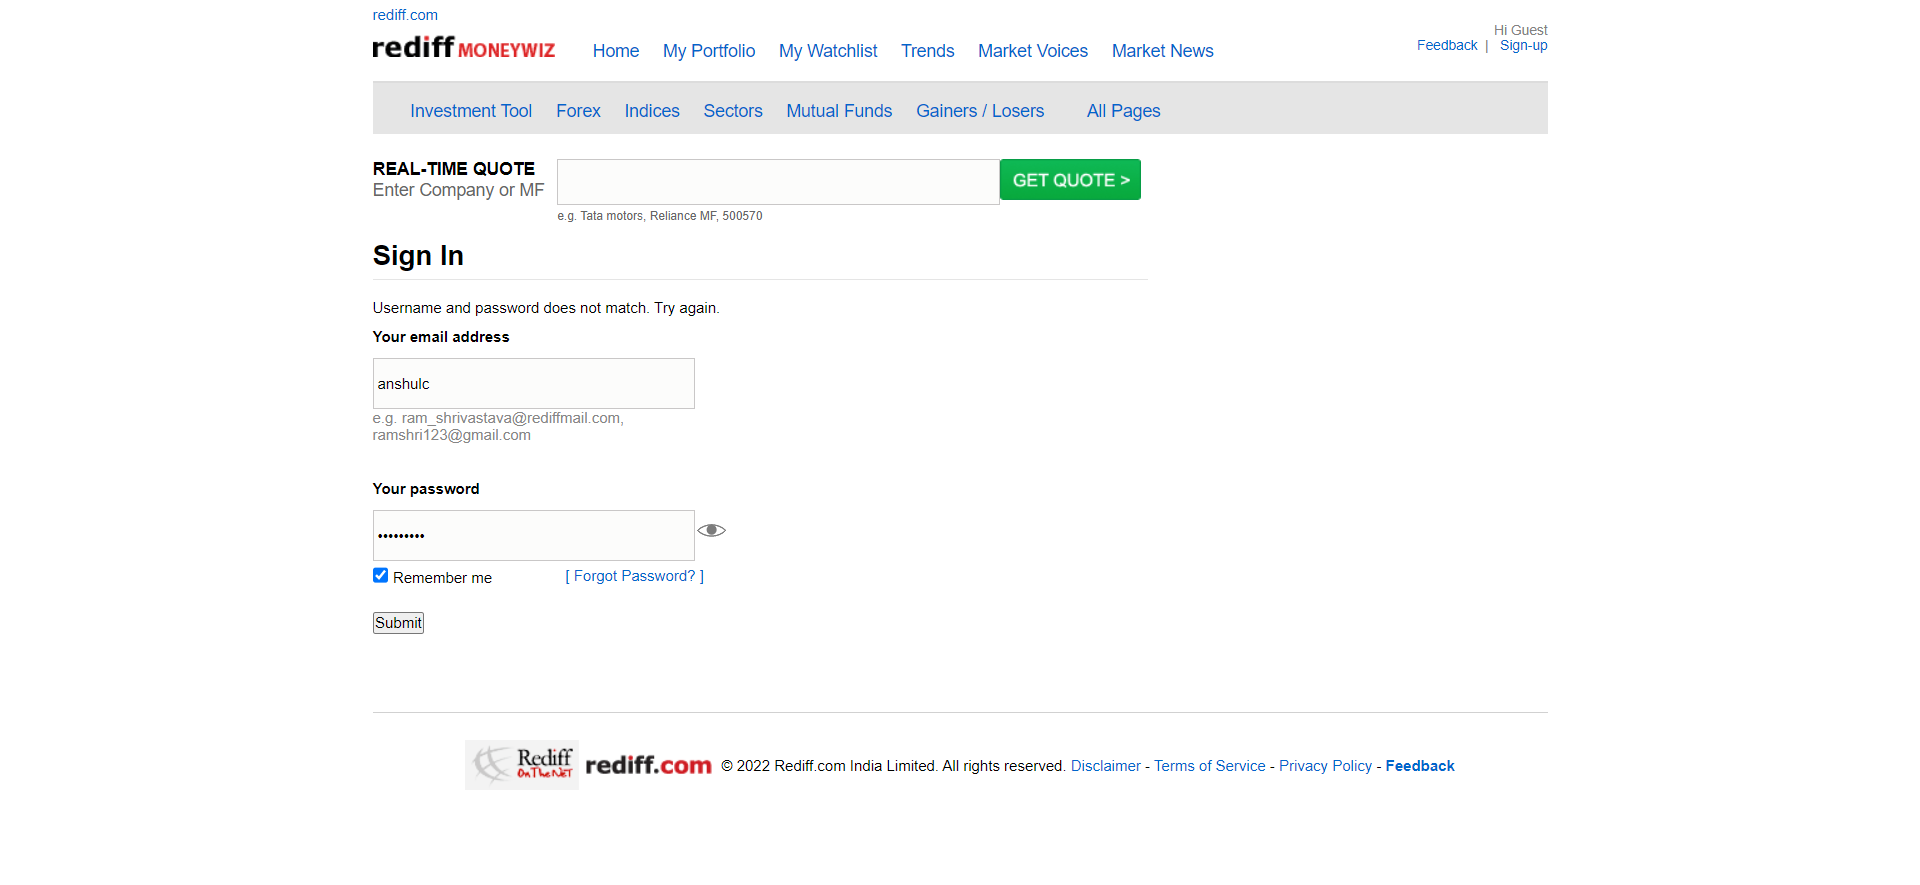 rediff.com
rediff MONEYWIZ Home My Portfolio My Watchlist Trends Market Voices Market News
Hi Guest
Feedback | Sign-up
Investment Tool Forex Indices Sectors Mutual Funds Gainers / Losers All Pages
REAL-TIME QUOTE
Enter Company or MF
GET QUOTE >
e.g. Tata motors, Reliance MF, 500570
Sign In
Username and password does not match. Try again.
Your email address
anshulc
e.g. ram_shrivastava@rediffmail.com,
ramshri123@gmail.com
Your password
•••••••••
Remember me [ Forgot Password? ]
Submit
Rediff
On The NET
rediff.com © 2022 Rediff.com India Limited. All rights reserved. Disclaimer - Terms of Service - Privacy Policy - Feedback